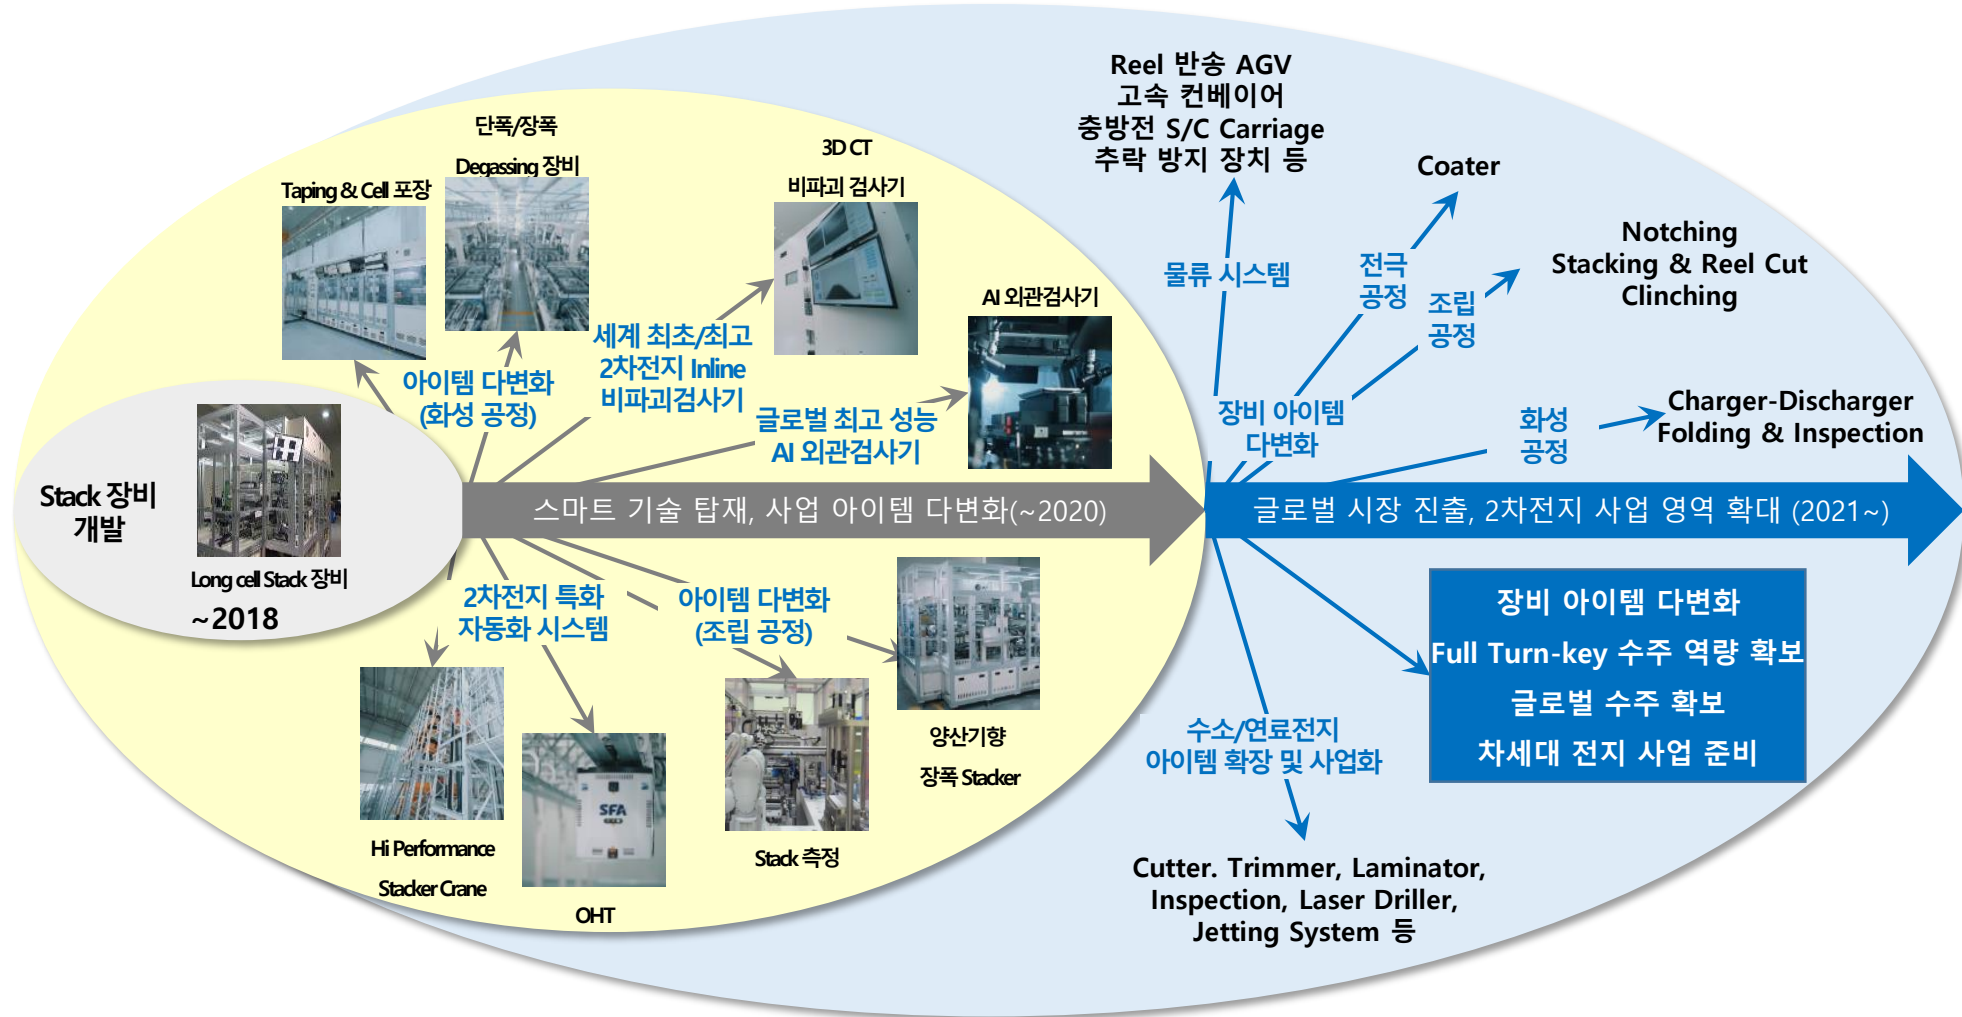 Stack 장비
개발
Long cell Stack 장비
~2018
Taping & Cell 포장
단폭/장폭
Degassing 장비
3D CT
비파괴 검사기
AI 외관검사기
아이템 다변화
(화성 공정)
세계 최초/최고
2차전지 Inline
비파괴검사기
글로벌 최고 성능
AI 외관검사기
스마트 기술 탑재, 사업 아이템 다변화(~2020)
2차전지 특화
자동화 시스템
아이템 다변화
(조립 공정)
Hi Performance
Stacker Crane
SFA
OHT
Stack 측정
양산기향
장폭 Stacker
Reel 반송 AGV
고속 컨베이어
충방전 S/C Carriage
추락 방지 장치 등
Coater
Notching
Stacking & Reel Cut
Clinching
Charger-Discharger
Folding & Inspection
물류 시스템
전극
공정
조립
공정
화성
공정
장비 아이템
다변화
글로벌 시장 진출, 2차전지 사업 영역 확대 (2021~)
장비 아이템 다변화
Full Turn-key 수주 역량 확보
글로벌 수주 확보
차세대 전지 사업 준비
수소/연료전지
아이템 확장 및 사업화
Cutter. Trimmer, Laminator,
Inspection, Laser Driller,
Jetting System 등